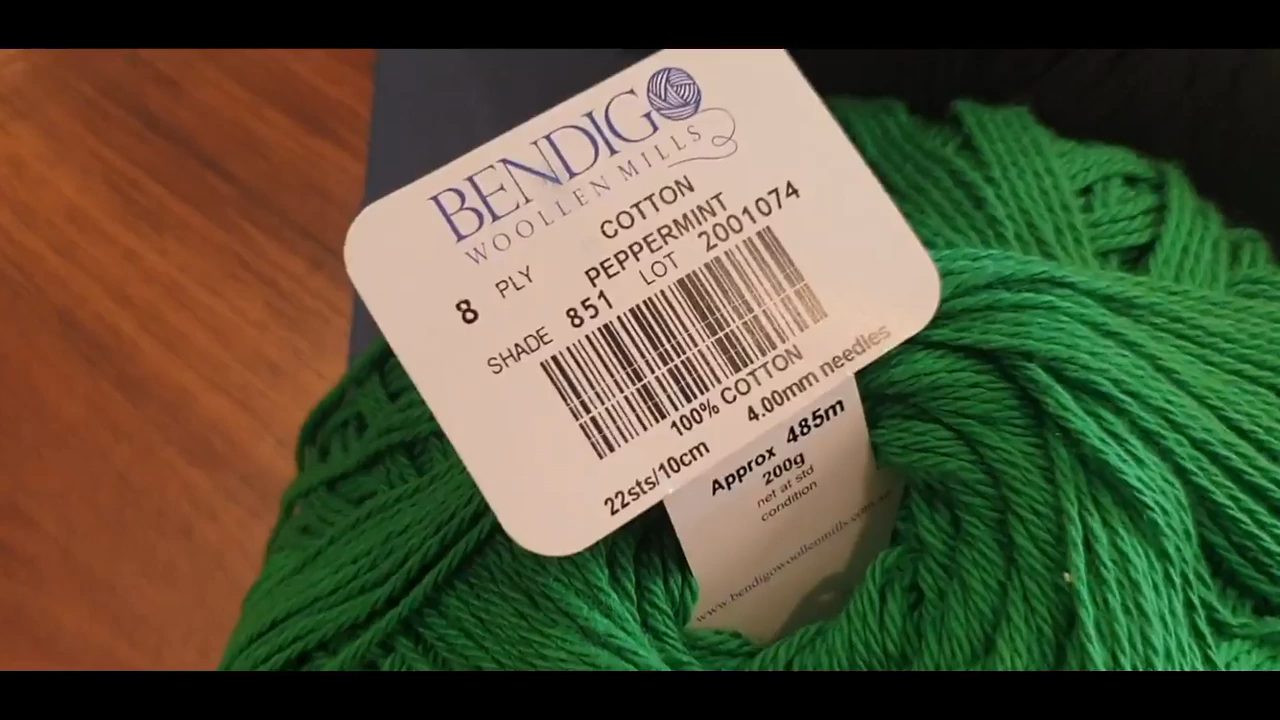 BENDIGO
WOOLLEN MILLS
COTTON
8 PLY PEPPERMINT
SHADE 851 LOT 2001074
100% COTTON
22sts/10cm 4.00mm needles
Approx 485m
200g
net at std
condition
www.bendigowoollenmills.com.au